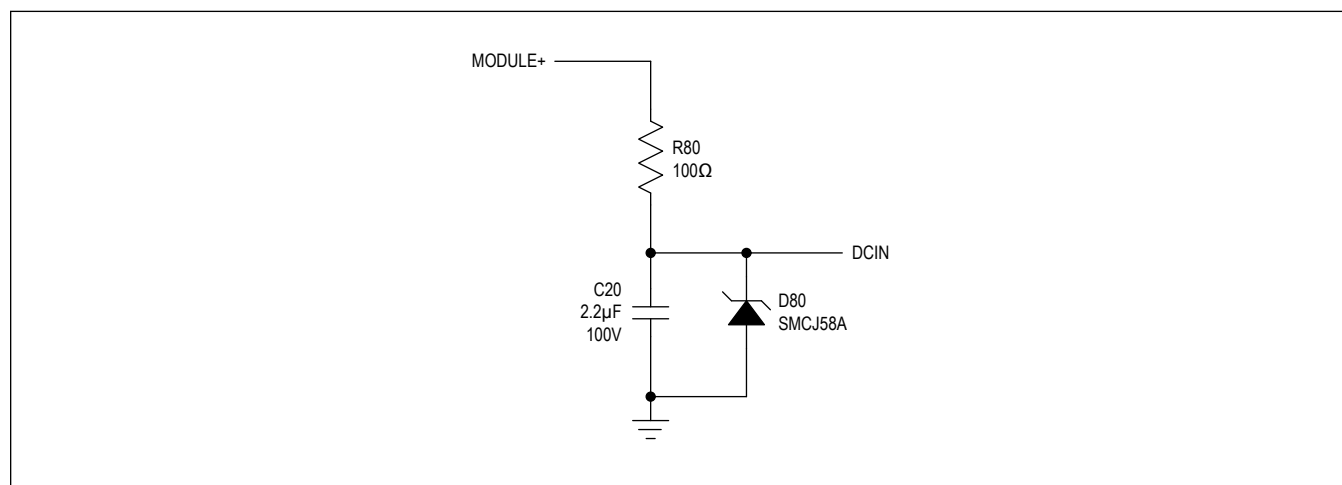 MODULE+
R80
100Ω
DCIN
C20
2.2µF
100V
D80
SMCJ58A